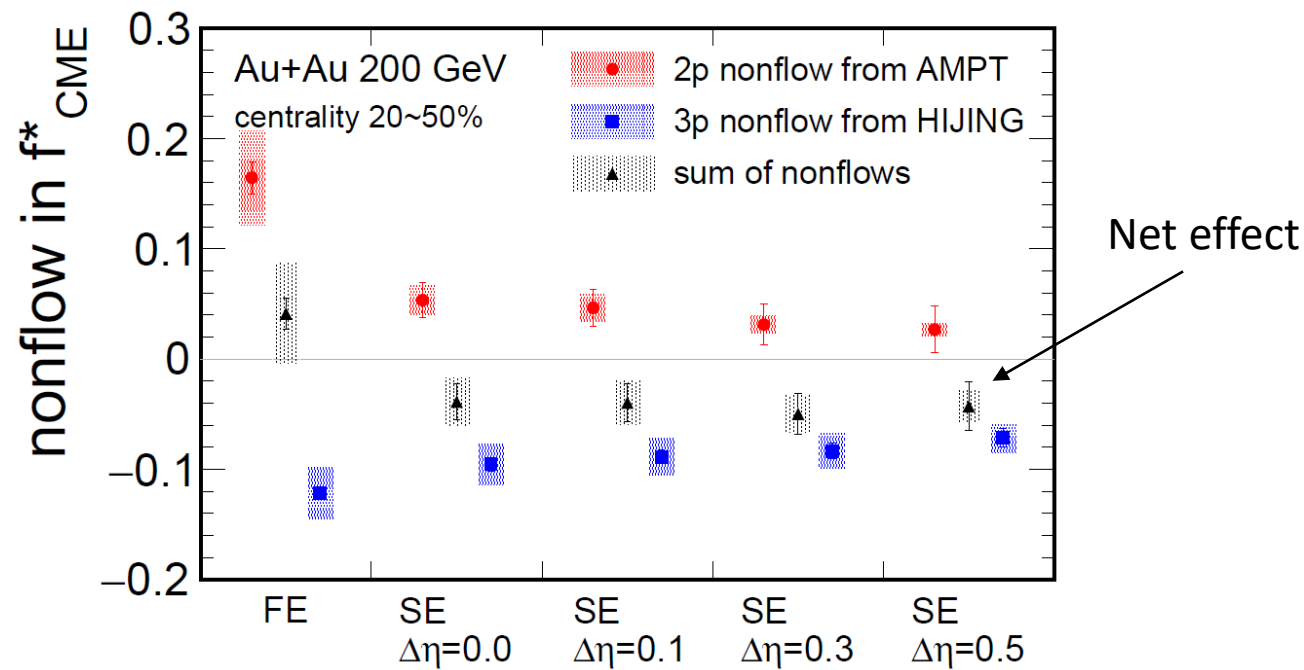 nonflow in f*CME
0.3
0.2
0.1
0
−0.1
−0.2
Au+Au 200 GeV
centrality 20~50%
2p nonflow from AMPT
3p nonflow from HIJING
sum of nonflows
Net effect
FE
SE
Δη=0.0
SE
Δη=0.1
SE
Δη=0.3
SE
Δη=0.5